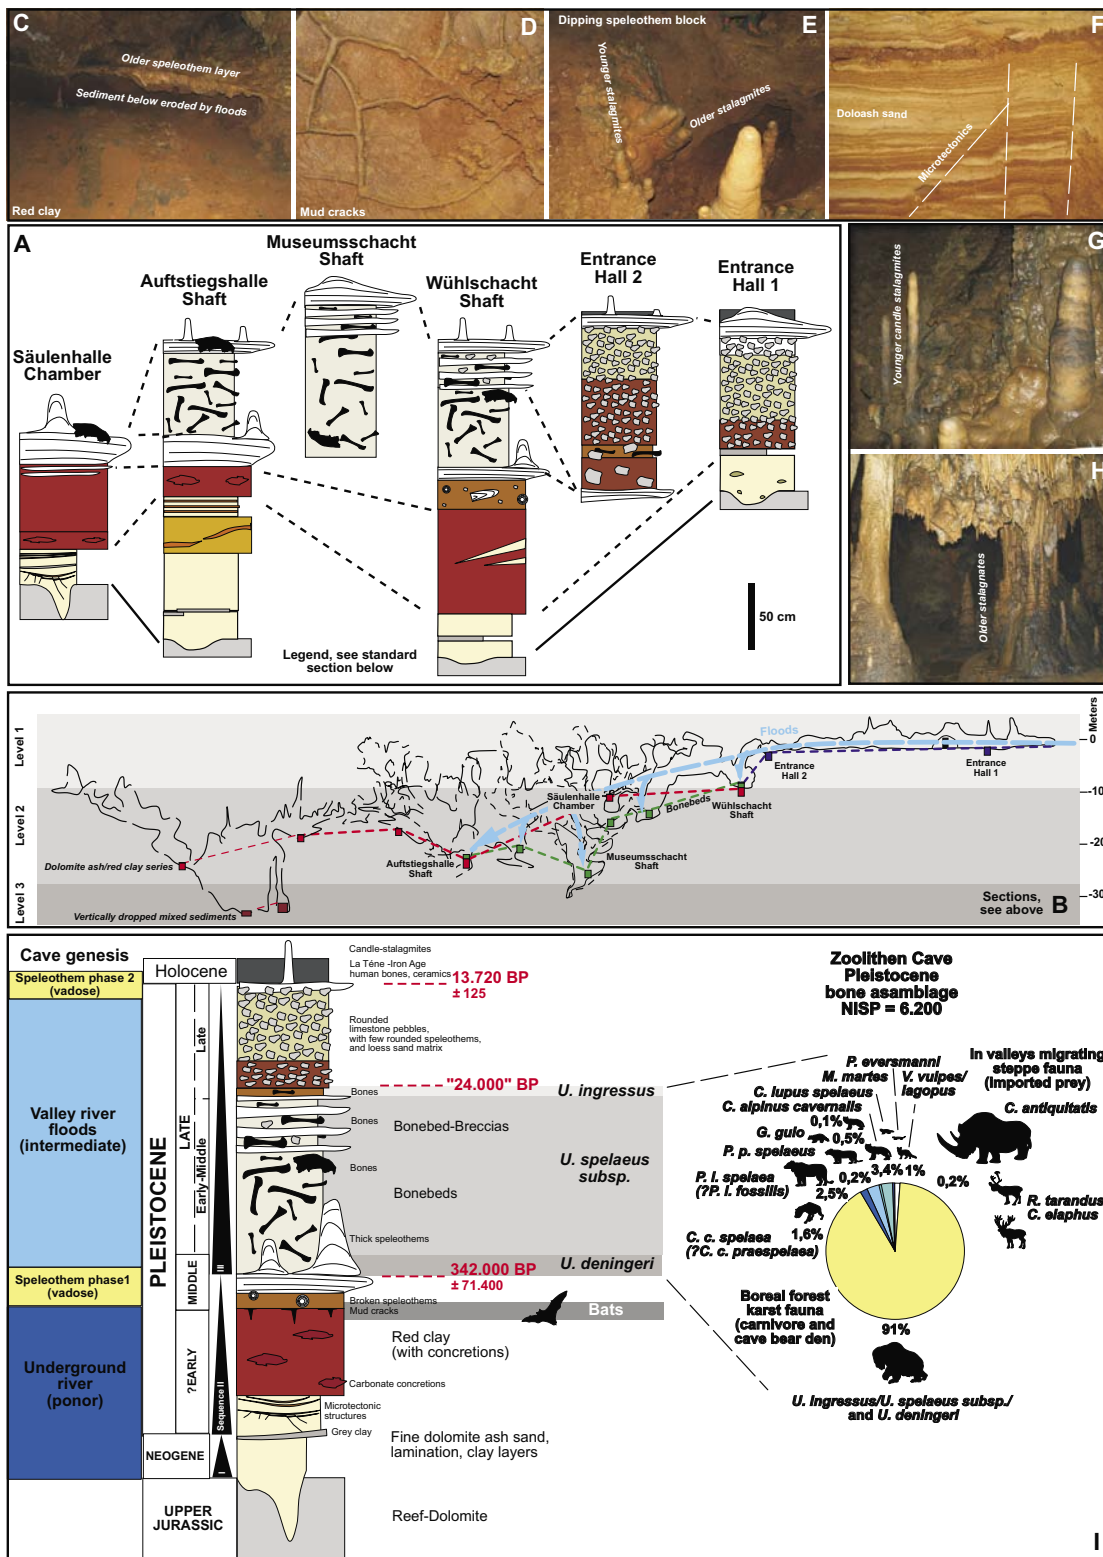 C
Older speleothem layer
Sediment below eroded by floods
Red clay
D
Mud cracks
Dipping speleothem block
E
Younger stalagmites
Older stalagmites
F
Doloash sand
Microtectonics
A
Säulenhalle
Chamber
Auftstiegshalle
Shaft
Museumsschacht
Shaft
Wühlschacht
Shaft
Entrance
Hall 2
Entrance
Hall 1
50 cm
Legend, see standard
section below
G
Younger candle stalagmites
H
Older stalagnates
Level 1
Level 2
Level 3
Floods
Meters
0
-10
-20
-30
Entrance
Hall 2
Entrance
Hall 1
Säulenhalle
Chamber
Bonebeds
Wühlschacht
Shaft
Auftstiegshalle
Shaft
Museumsschacht
Shaft
Dolomite ash/red clay series
Vertically dropped mixed sediments
Sections,
see above
B
Cave genesis
Speleothem phase 2
(vadose)
Valley river
floods
(intermediate)
Speleothem phase1
(vadose)
Underground
river
(ponor)
Holocene
PLEISTOCENE
LATE
Late
Early-Middle
MIDDLE
?EARLY
NEOGENE
UPPER
JURASSIC
III
Sequence II
I
Candle-stalagmites
La Téne -Iron Age
human bones, ceramics
13.720 BP
± 125
Rounded
limestone pebbles,
with few rounded speleothems,
and loess sand matrix
"24.000" BP
Bones
U. ingressus
Bones
Bonebed-Breccias
U. spelaeus
subsp.
Bones
Bonebeds
Thick speleothems
U. deningeri
342.000 BP
± 71.400
Broken speleothems
Mud cracks
Bats
Red clay
(with concretions)
Carbonate concretions
Microtectonic
structures
Grey clay
Fine dolomite ash sand,
lamination, clay layers
Reef-Dolomite
Zoolithen Cave
Pleistocene
bone asamblage
NISP = 6.200
In valleys migrating
steppe fauna
(imported prey)
P. eversmanni
M. martes
V. vulpes/
lagopus
C. lupus spelaeus
C. alpinus cavernalis
C. antiquitatis
G. gulo
0,1%
0,5%
P. p. spelaeus
P. l. spelaea
(?P. l. fossilis)
2,5%
0,2%
3,4%
1%
0,2%
R. tarandus
C. elaphus
C. c. spelaea
(?C. c. praespelaea)
1,6%
Boreal forest
karst fauna
(carnivore and
cave bear den)
91%
U. ingressus/U. spelaeus subsp./
and U. deningeri
I